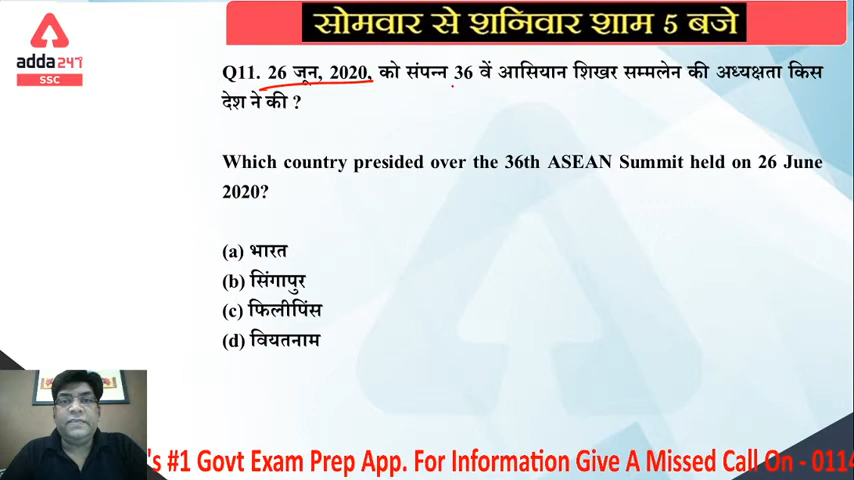 सोमवार से शनिवार शाम 5 बजे
adda247
SSC
Q11. 26 जून, 2020, को संपन्न 36 वें आसियान शिखर सम्मलेन की अध्यक्षता किस
देश ने की ?
Which country presided over the 36th ASEAN Summit held on 26 June
2020?
(a) भारत
(b) सिंगापुर
(c) फिलीपिंस
(d) वियतनाम
's #1 Govt Exam Prep App. For Information Give A Missed Call On - 0114